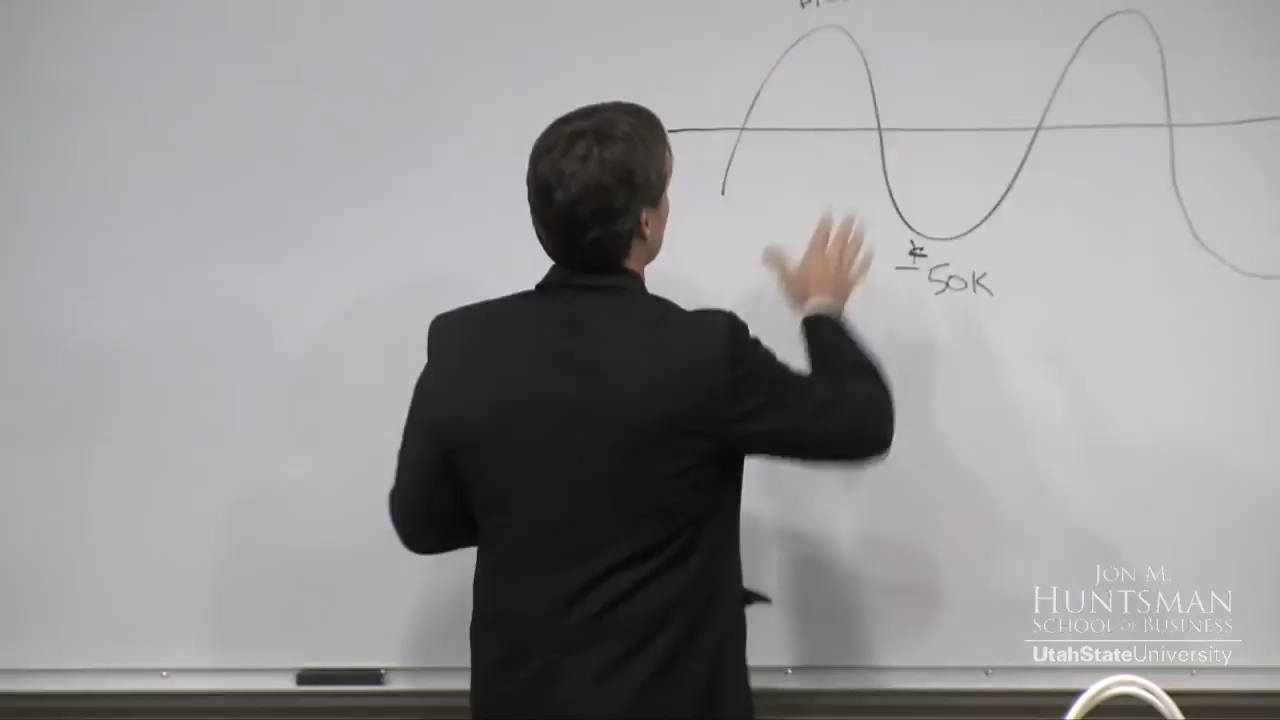 50K
JON M.
HUNTSMAN
SCHOOL OF BUSINESS
UtahStateUniversity